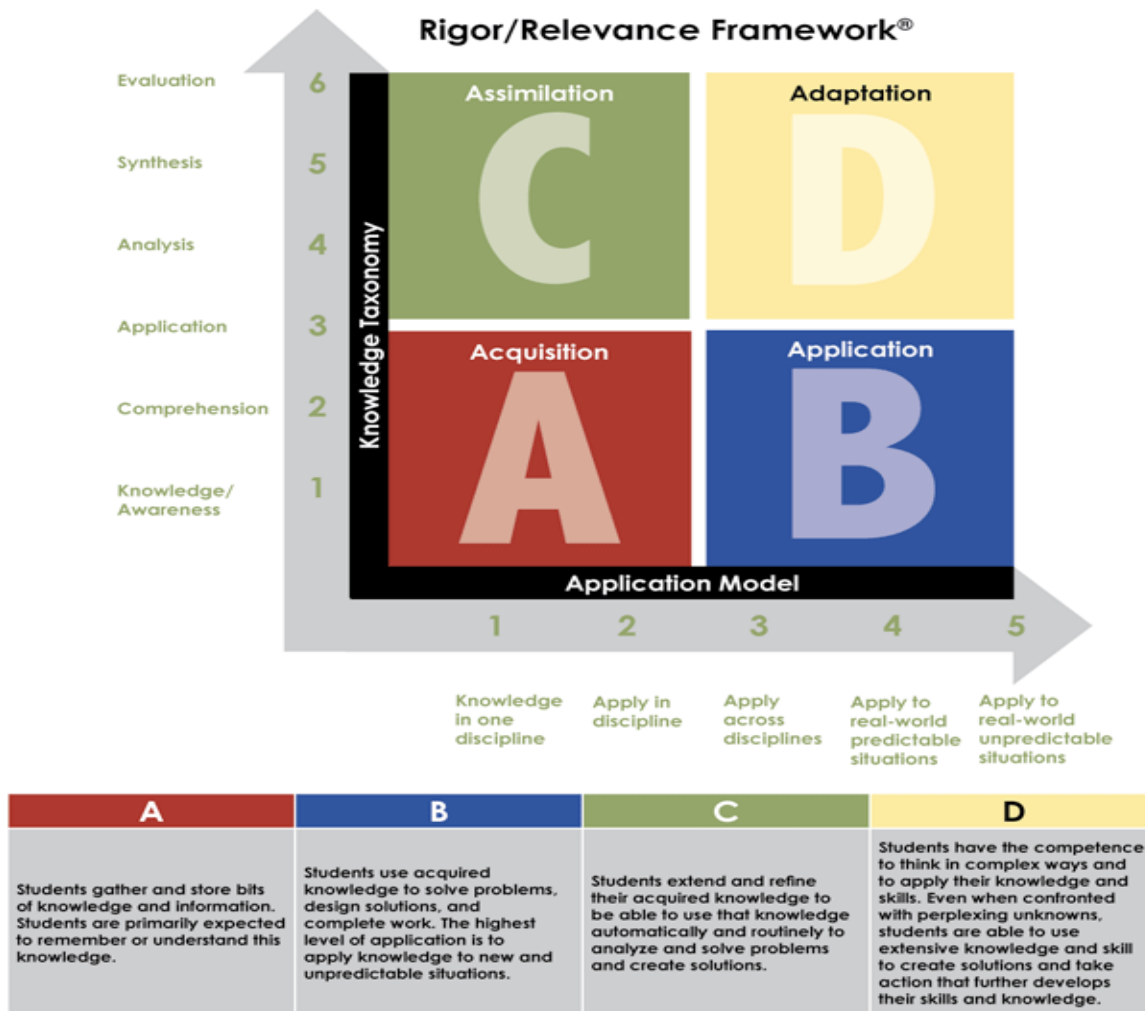 Rigor/Relevance Framework®
Evaluation
6
Synthesis
5
Analysis
4
Application
3
Comprehension
2
Knowledge/
Awareness
1
Knowledge Taxonomy
Assimilation
C
Adaptation
D
Acquisition
A
Application
B
Application Model
1
2
3
4
5
Knowledge
in one
discipline
Apply in
discipline
Apply
across
disciplines
Apply to
real-world
predictable
situations
Apply to
real-world
unpredictable
situations
A
Students gather and store bits
of knowledge and information.
Students are primarily expected
to remember or understand this
knowledge.
B
Students use acquired
knowledge to solve problems,
design solutions, and
complete work. The highest
level of application is to
apply knowledge to new and
unpredictable situations.
C
Students extend and refine
their acquired knowledge to
be able to use that knowledge
automatically and routinely to
analyze and solve problems
and create solutions.
D
Students have the competence
to think in complex ways and
to apply their knowledge and
skills. Even when confronted
with perplexing unknowns,
students are able to use
extensive knowledge and skill
to create solutions and take
action that further develops
their skills and knowledge.